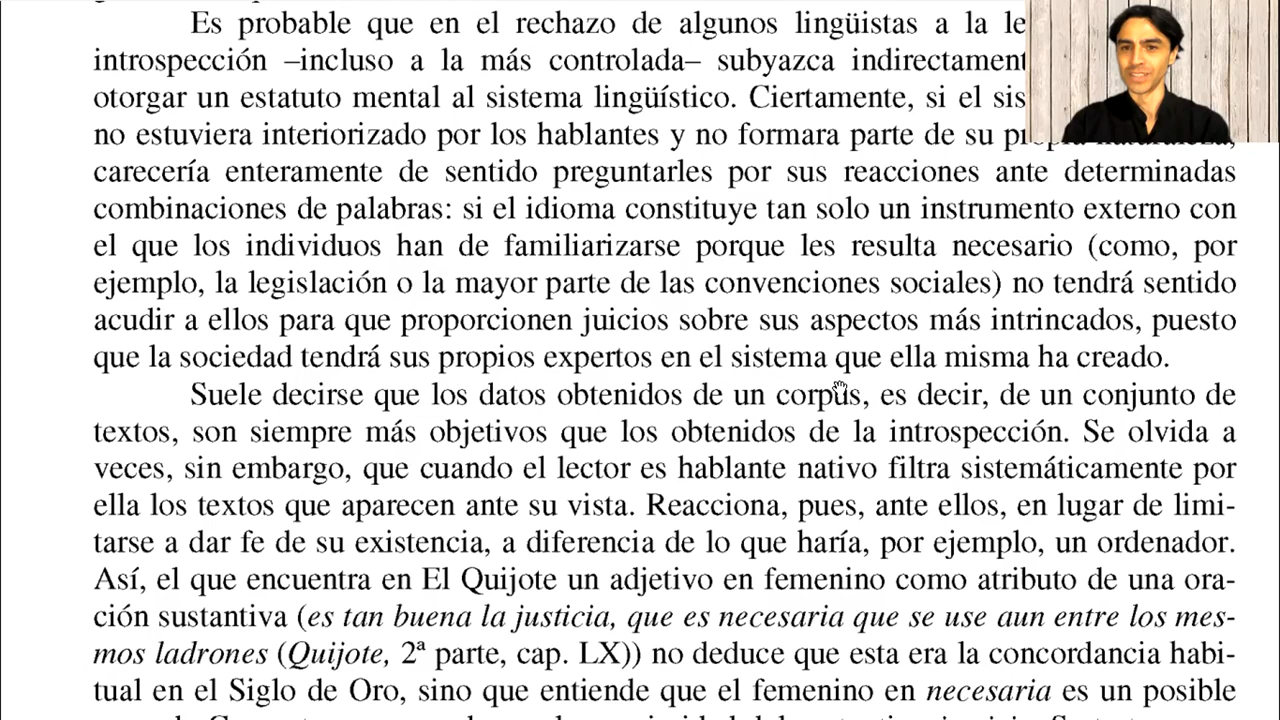 Es probable que en el rechazo de algunos lingüistas a la
introspección –incluso a la más controlada– subyazca
otorgar un estatuto mental al sistema lingüístico. Ciertamente, si el
no estuviera interiorizado por los hablantes y no formara parte de su
carecería enteramente de sentido preguntarles por sus reacciones ante determinadas
combinaciones de palabras: si el idioma constituye tan solo un instrumento externo con
el que los individuos han de familiarizarse porque les resulta necesario (como, por
ejemplo, la legislación o la mayor parte de las convenciones sociales) no tendrá sentido
acudir a ellos para que proporcionen juicios sobre sus aspectos más intrincados, puesto
que la sociedad tendrá sus propios expertos en el sistema que ella misma ha creado.
Suele decirse que los datos obtenidos de un corpus, es decir, de un conjunto de
textos, son siempre más objetivos que los obtenidos de la introspección. Se olvida a
veces, sin embargo, que cuando el lector es hablante nativo filtra sistemáticamente por
ella los textos que aparecen ante su vista. Reacciona, pues, ante ellos, en lugar de limi-
tarse a dar fe de su existencia, a diferencia de lo que haría, por ejemplo, un ordenador.
Así, el que encuentra en El Quijote un adjetivo en femenino como atributo de una ora-
ción sustantiva (es tan buena la justicia, que es necesaria que se use aun entre los mes-
mos ladrones (Quijote, 2ª parte, cap. LX)) no deduce que esta era la concordancia habi-
tual en el Siglo de Oro, sino que entiende que el femenino en necesaria es un posible